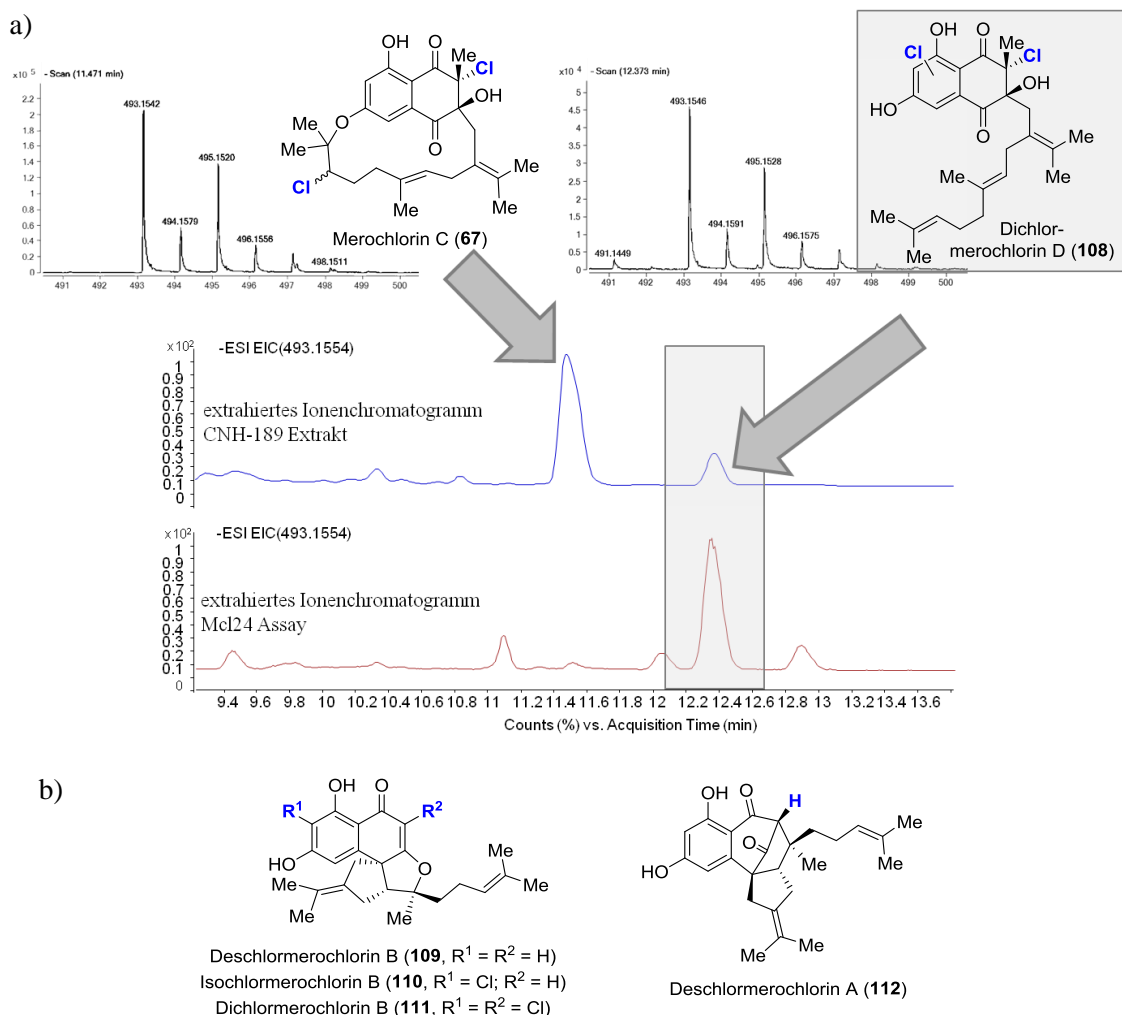 a)
- Scan (11.471 min)
x10 5
2.2
2
1.8
1.6
1.4
1.2
1
0.8
0.6
0.4
0.2
0
493.1542
494.1579
495.1520
496.1556
498.1511
491 492 493 494 495 496 497 498 499 500
OH O Me Cl
OH
O
O
Me
Me
Cl
Me
Me
Me
Merochlorin C (67)
- Scan (12.373 min)
x10 4
5
4.5
4
3.5
3
2.5
2
1.5
1
0.5
0
491.1449
493.1546
494.1591
495.1528
496.1575
491 492 493 494 495 496 497 498 499 500
OH O Me
Cl Cl
OH
HO
O
Me
Me
Me
Me
Me
Dichlor-
merochlorin D (108)
x10²
-ESI EIC(493.1554)
1
0.9
0.8
0.7
0.6
0.5
0.4
0.3
0.2
0.1
0
extrahiertes Ionenchromatogramm
CNH-189 Extrakt
x10²
-ESI EIC(493.1554)
1
0.9
0.8
0.7
0.6
0.5
0.4
0.3
0.2
0.1
0
extrahiertes Ionenchromatogramm
Mcl24 Assay
9.4 9.6 9.8 10 10.2 10.4 10.6 10.8 11 11.2 11.4 11.6 11.8 12 12.2 12.4 12.6 12.8 13 13.2 13.4 13.6
Counts (%) vs. Acquisition Time (min)
b)
OH O
R¹ R²
HO
O
Me
Me
Me
Me
Me
Deschlormerochlorin B (109, R¹ = R² = H)
Isochlormerochlorin B (110, R¹ = Cl; R² = H)
Dichlormerochlorin B (111, R¹ = R² = Cl)
OH O H
O
HO
Me
Me
Me
Me
Me
Deschlormerochlorin A (112)